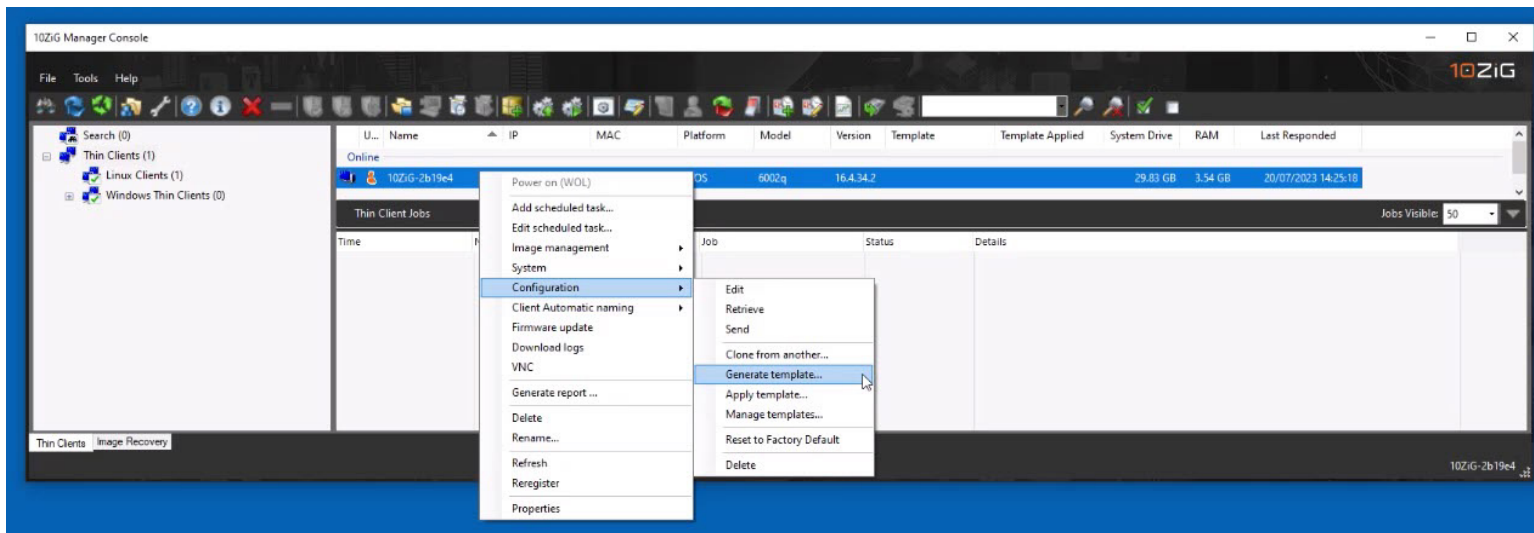 10ZiG Manager Console
File Tools Help
10ZiG
Search (0)
Thin Clients (1)
Linux Clients (1)
Windows Thin Clients (0)
U... Name IP MAC Platform Model Version Template Template Applied System Drive RAM Last Responded
Online
10ZiG-2b19e4 OS 6002q 16.4.34.2 29.83 GB 3.54 GB 20/07/2023 14:25:18
Thin Client Jobs Jobs Visible: 50
Time N Job Status Details
Power on (WOL)
Add scheduled task...
Edit scheduled task...
Image management
System
Configuration
Client Automatic naming
Firmware update
Download logs
VNC
Generate report ...
Delete
Rename...
Refresh
Reregister
Properties
Edit
Retrieve
Send
Clone from another...
Generate template...
Apply template...
Manage templates...
Reset to Factory Default
Delete
Thin Clients Image Recovery
10ZiG-2b19e4